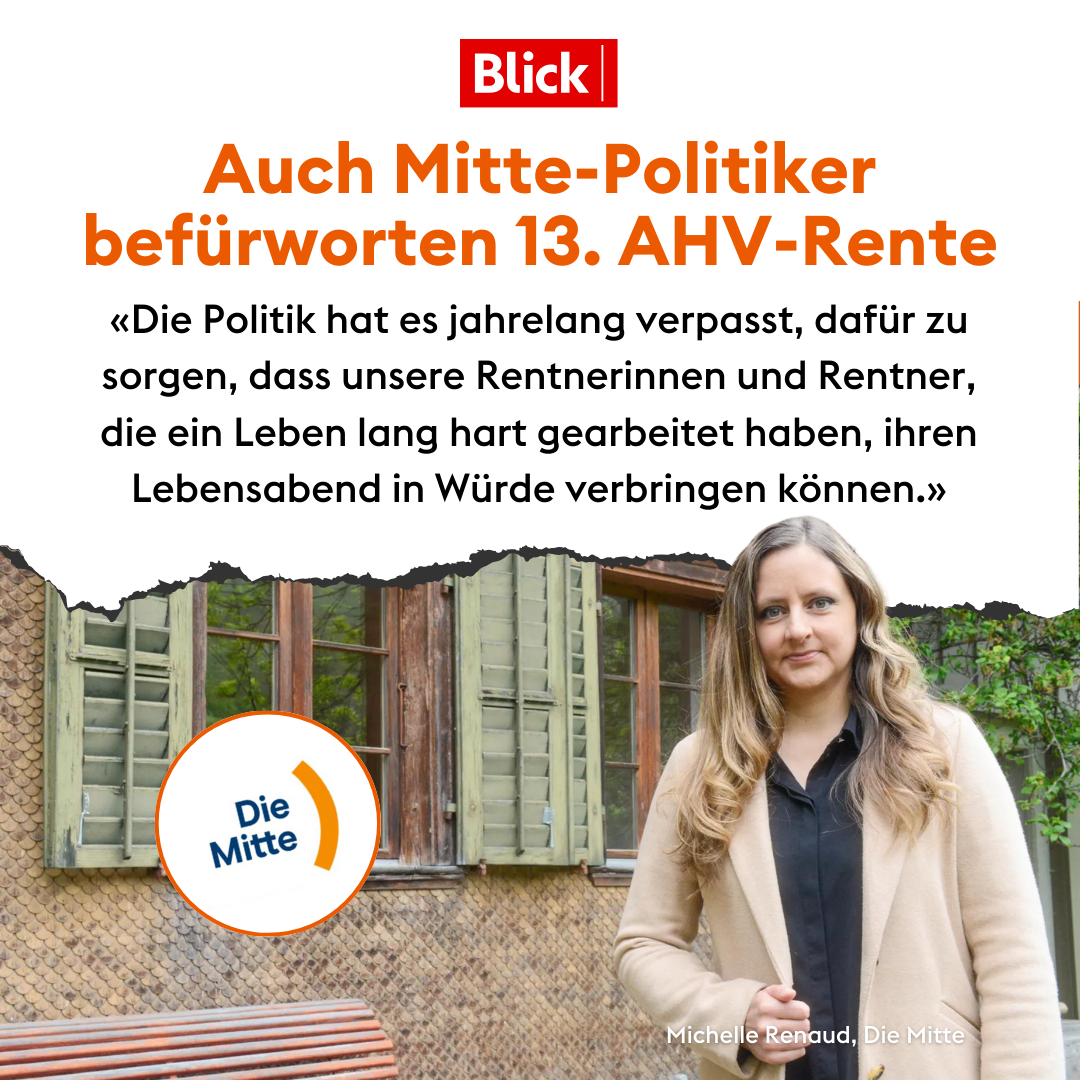 Blick
Auch Mitte-Politiker
befürworten 13. AHV-Rente
«Die Politik hat es jahrelang verpasst, dafür zu
sorgen, dass unsere Rentnerinnen und Rentner,
die ein Leben lang hart gearbeitet haben, ihren
Lebensabend in Würde verbringen können.»
Die
Mitte
Michelle Renaud, Die Mitte